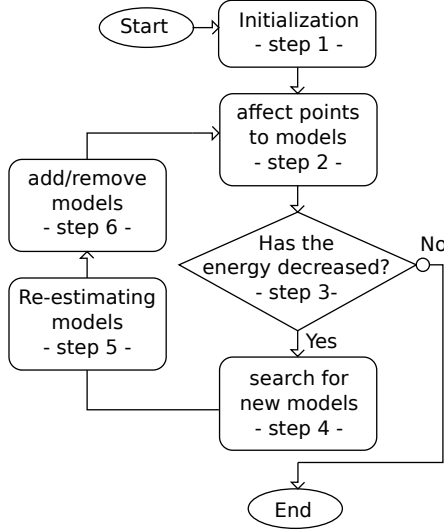 Start
Initialization
- step 1 -
affect points
to models
- step 2 -
add/remove
models
- step 6 -
Has the
energy decreased?
- step 3-
No
Re-estimating
models
- step 5 -
Yes
search for
new models
- step 4 -
End